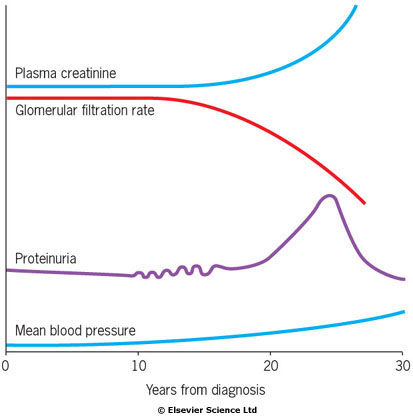 Plasma creatinine
Glomerular filtration rate
Proteinuria
Mean blood pressure
0 10 20 30
Years from diagnosis
© Elsevier Science Ltd